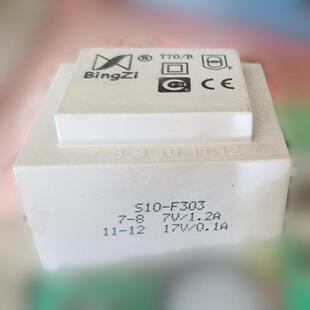 ® T70/B
BingZi
CE
7 8 9 10 11 12
S10-F303
7-8 7V/1.2A
11-12 17V/0.1A